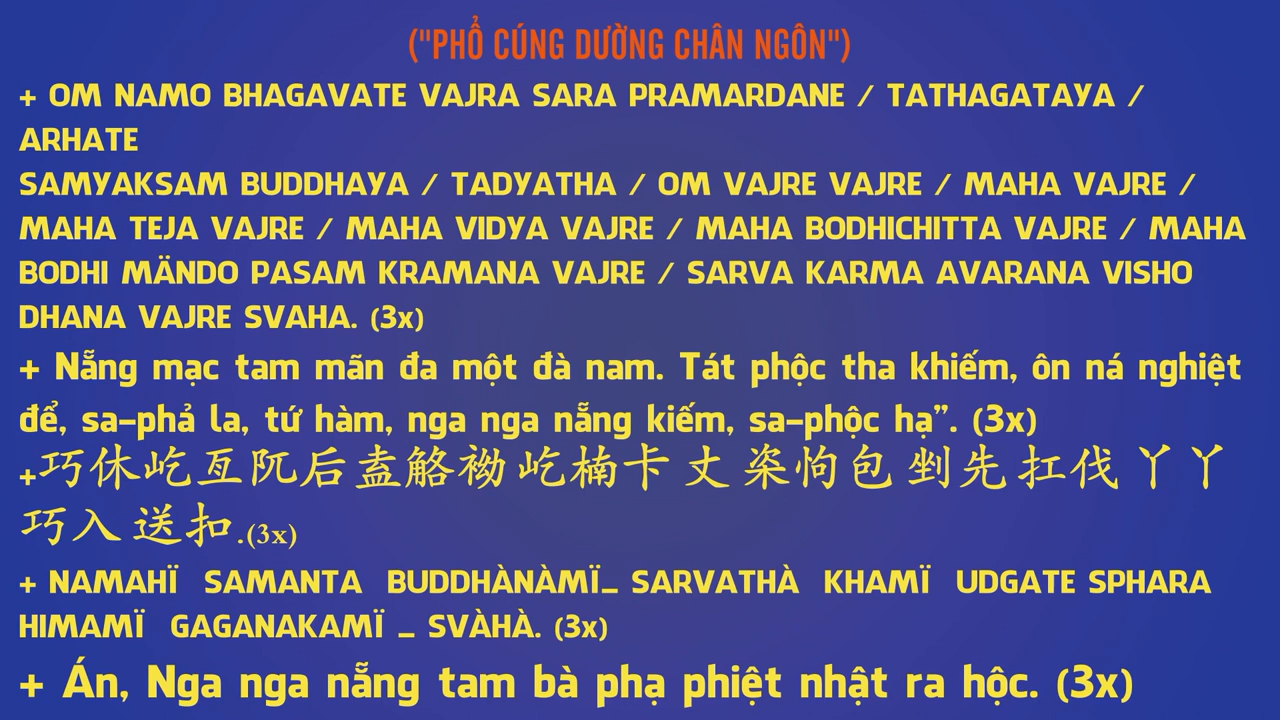 ("PHỔ CÚNG DƯỜNG CHÂN NGÔN")
+ OM NAMO BHAGAVATE VAJRA SARA PRAMARDANE / TATHAGATAYA /
ARHATE
SAMYAKSAM BUDDHAYA / TADYATHA / OM VAJRE VAJRE / MAHA VAJRE /
MAHA TEJA VAJRE / MAHA VIDYA VAJRE / MAHA BODHICHITTA VAJRE / MAHA
BODHI MÄNDO PASAM KRAMANA VAJRE / SARVA KARMA AVARANA VISHO
DHANA VAJRE SVAHA. (3x)
+ Nẵng mạc tam mãn đa một đà nam. Tát phộc tha khiếm, ôn ná nghiệt
để, sa-phả la, tứ hàm, nga nga nẵng kiếm, sa-phộc hạ”. (3x)
+巧休屹亙阢后盍觡袎屹楠卡丈 栥怐包 剉先扛伐 丫丫
巧入送扣.(3x)
+ NAMAHÏ SAMANTA BUDDHÀNÀMÏ_ SARVATHÀ KHAMÏ UDGATE SPHARA
HIMAMÏ GAGANAKAMÏ _ SVÀHÀ. (3x)
+ Án, Nga nga nẵng tam bà phạ phiệt nhật ra hộc. (3x)